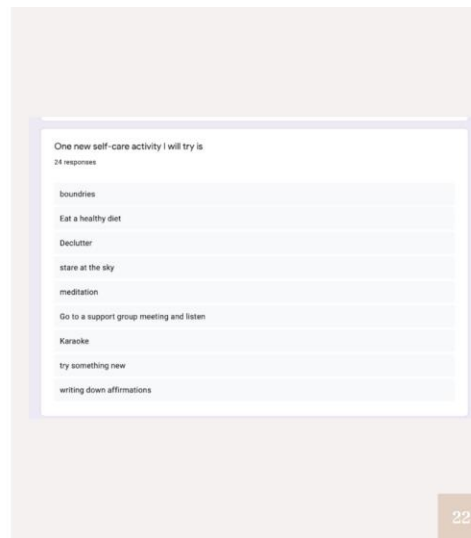 One new self-care activity I will try is
24 responses
boundries
Eat a healthy diet
Declutter
stare at the sky
meditation
Go to a support group meeting and listen
Karaoke
try something new
writing down affirmations
22